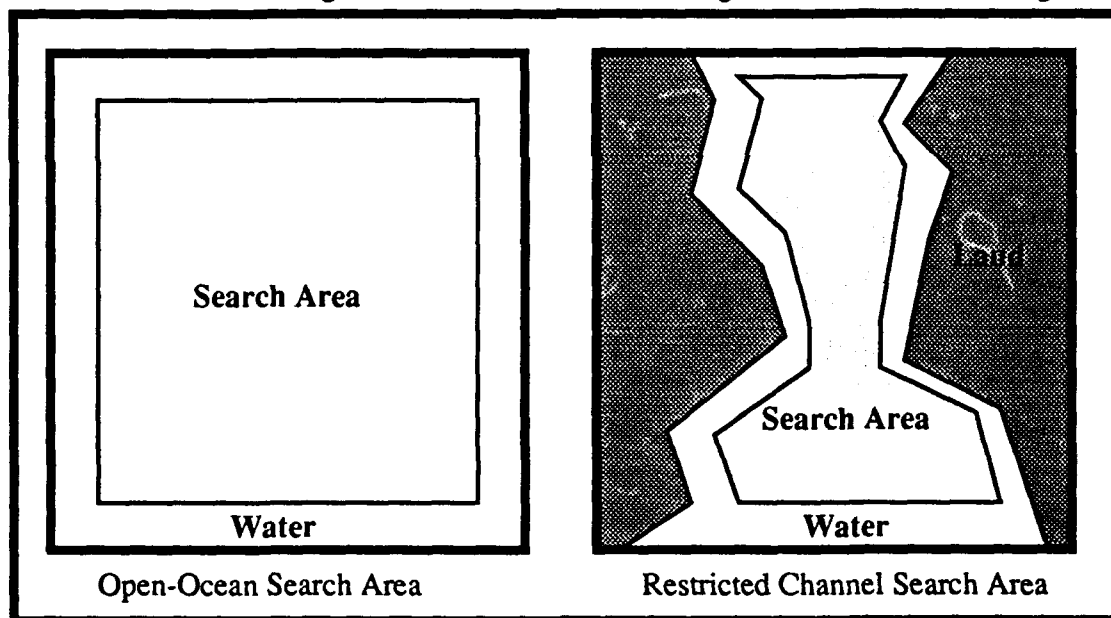 Search Area
Water
Open-Ocean Search Area
Land
Search Area
Water
Restricted Channel Search Area